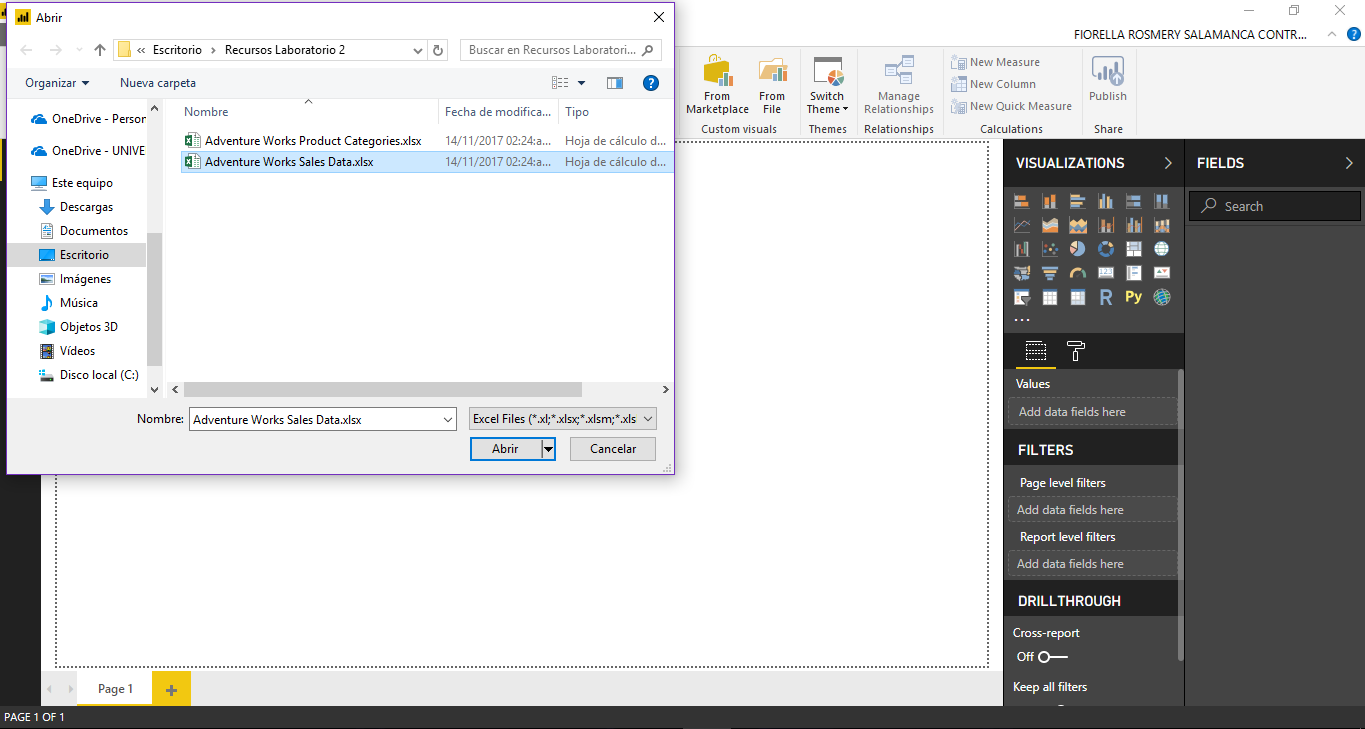 Abrir
FIORELLA ROSMERY SALAMANCA CONTR...
« Escritorio > Recursos Laboratorio 2
Buscar en Recursos Laboratori...
Organizar
Nueva carpeta
From Marketplace
From File
Custom visuals
Switch Theme
Themes
Manage Relationships
Relationships
New Measure
New Column
New Quick Measure
Calculations
Publish
Share
OneDrive - Person
OneDrive - UNIVE
Este equipo
Descargas
Documentos
Escritorio
Imágenes
Música
Objetos 3D
Vídeos
Disco local (C:)
Nombre Fecha de modifica... Tipo
Adventure Works Product Categories.xlsx 14/11/2017 02:24:a... Hoja de cálculo d...
Adventure Works Sales Data.xlsx 14/11/2017 02:24:a... Hoja de cálculo d...
Nombre: Adventure Works Sales Data.xlsx
Excel Files (*.xl;*.xlsx;*.xlsm;*.xls
Abrir
Cancelar
VISUALIZATIONS
R
Py
...
Values
Add data fields here
FILTERS
Page level filters
Add data fields here
Report level filters
Add data fields here
DRILLTHROUGH
Cross-report
Off
Keep all filters
FIELDS
Search
Page 1
PAGE 1 OF 1